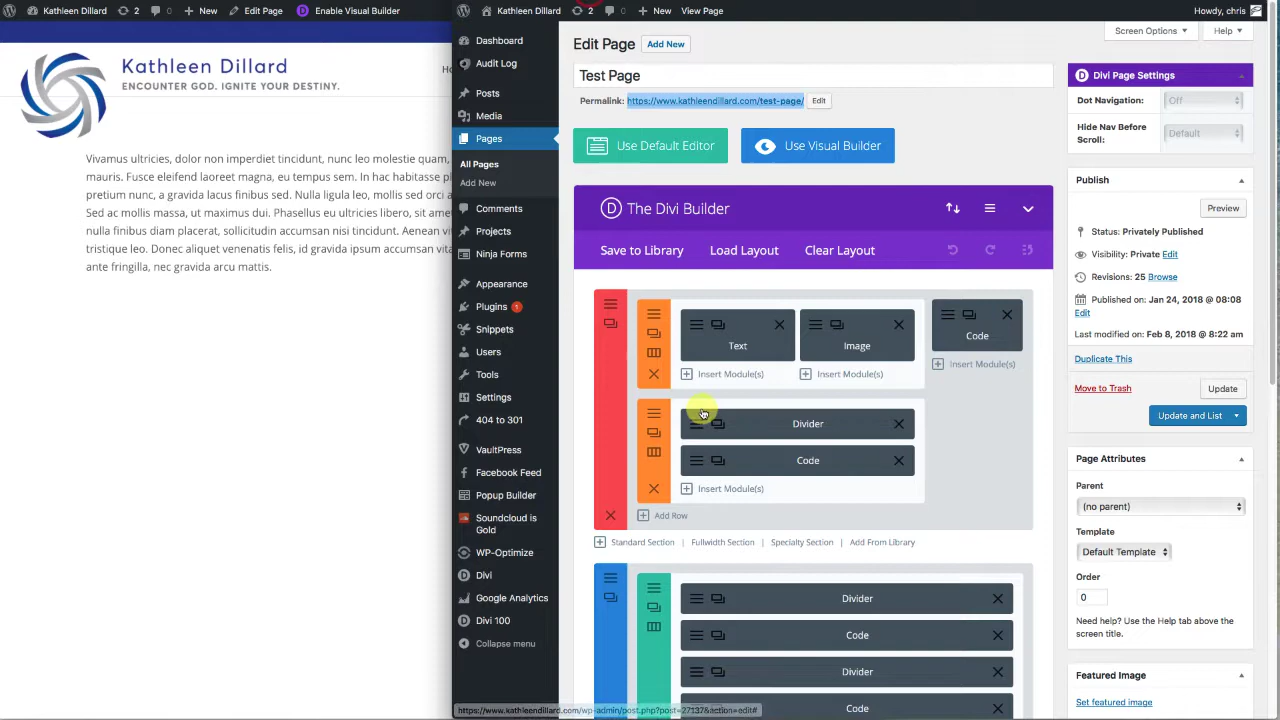 Kathleen Dillard
2
0
New
Edit Page
Enable Visual Builder
Kathleen Dillard
ENCOUNTER GOD. IGNITE YOUR DESTINY.
Ho
Vivamus ultricies, dolor non imperdiet tincidunt, nunc leo molestie quam,
mauris. Fusce eleifend laoreet magna, eu tempus sem. In hac habitasse pl
pretium nunc, a gravida lacus finibus sed. Nulla ligula leo, mollis sed orci a
Sed ac mollis massa, ut maximus dui. Phasellus eu ultricies libero, sit ame
nulla finibus diam placerat, sollicitudin accumsan nisi tincidunt. Aenean v
tristique leo. Donec aliquet venenatis felis, id gravida ipsum accumsan vita
ante fringilla, nec gravida arcu mattis.
Kathleen Dillard
2
0
New
View Page
Howdy, chris
Dashboard
Audit Log
Posts
Media
Pages
All Pages
Add New
Comments
Projects
Ninja Forms
Appearance
Plugins 1
Snippets
Users
Tools
Settings
404 to 301
VaultPress
Facebook Feed
Popup Builder
Soundcloud is
Gold
WP-Optimize
Divi
Google Analytics
Divi 100
Collapse menu
Screen Options
Help
Edit Page
Add New
Test Page
Permalink: https://www.kathleendillard.com/test-page/ Edit
Use Default Editor
Use Visual Builder
The Divi Builder
Save to Library
Load Layout
Clear Layout
Text
Image
Code
Insert Module(s)
Insert Module(s)
Insert Module(s)
Divider
Code
Insert Module(s)
Add Row
Standard Section | Fullwidth Section | Specialty Section | Add From Library
Divider
Code
Divider
Code
Divi Page Settings
Dot Navigation:
Off
Hide Nav Before
Scroll:
Default
Publish
Preview
Status: Privately Published
Visibility: Private Edit
Revisions: 25 Browse
Published on: Jan 24, 2018 @ 08:08
Edit
Last modified on: Feb 8, 2018 @ 8:22 am
Duplicate This
Move to Trash
Update
Update and List
Page Attributes
Parent
(no parent)
Template
Default Template
Order
0
Need help? Use the Help tab above the
screen title.
Featured Image
Set featured image
https://www.kathleendillard.com/wp-admin/post.php?post=27137&action=edit#